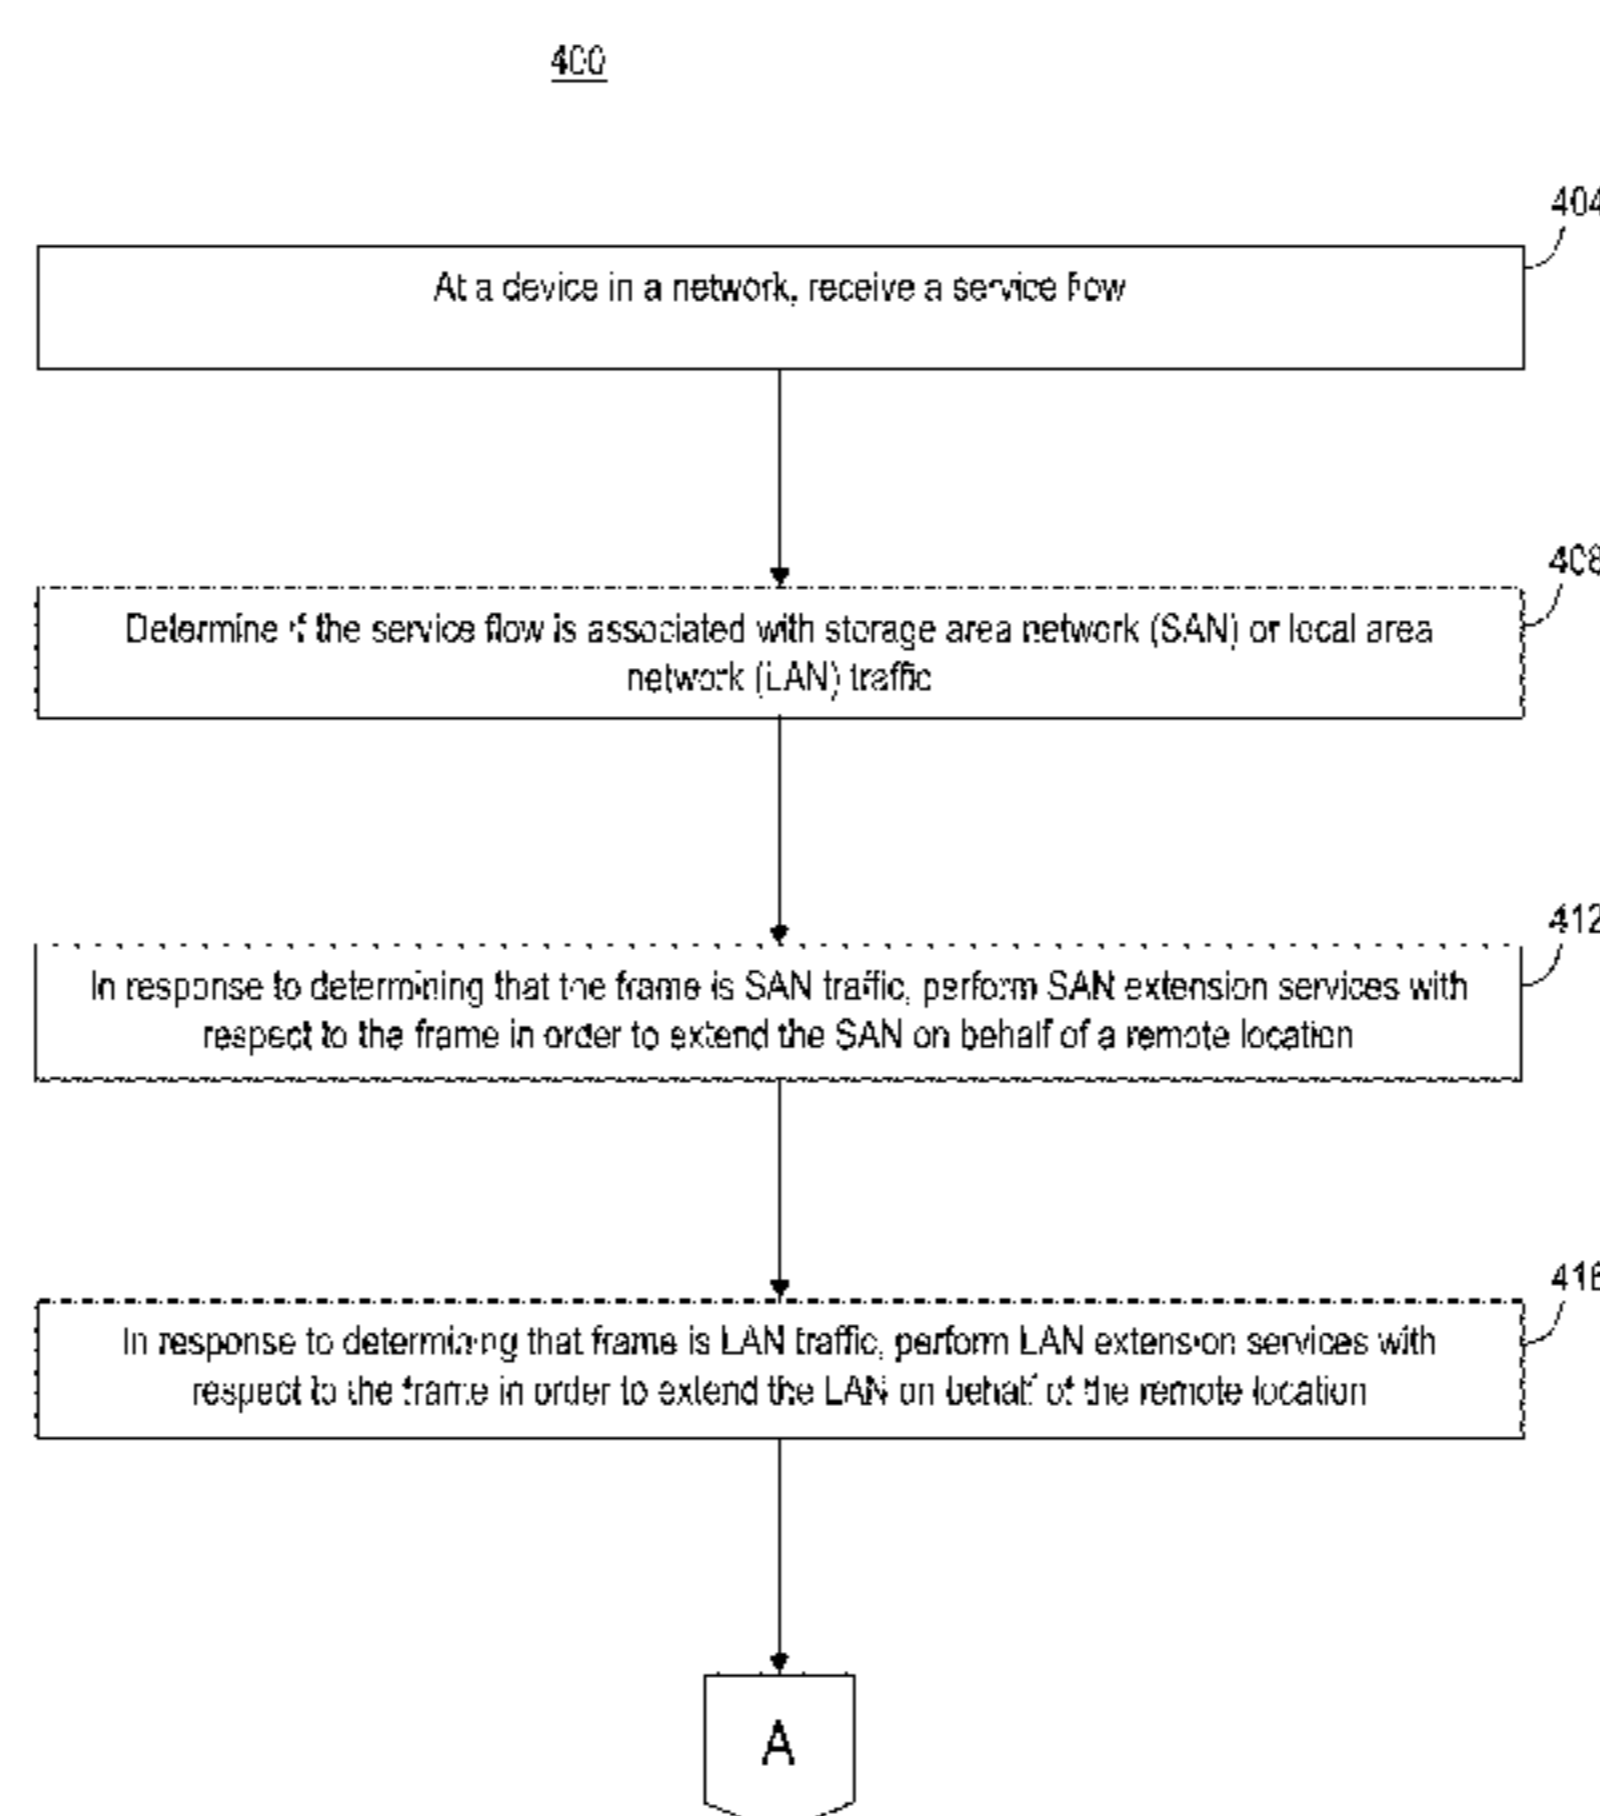 400
404
At a device in a network, receive a service flow
408
Determine if the service flow is associated with storage area network (SAN) or local area
network (LAN) traffic
412
In response to determining that the frame is SAN traffic, perform SAN extension services with
respect to the frame in order to extend the SAN on behalf of a remote location
416
In response to determining that frame is LAN traffic, perform LAN extension services with
respect to the frame in order to extend the LAN on behalf of the remote location
A